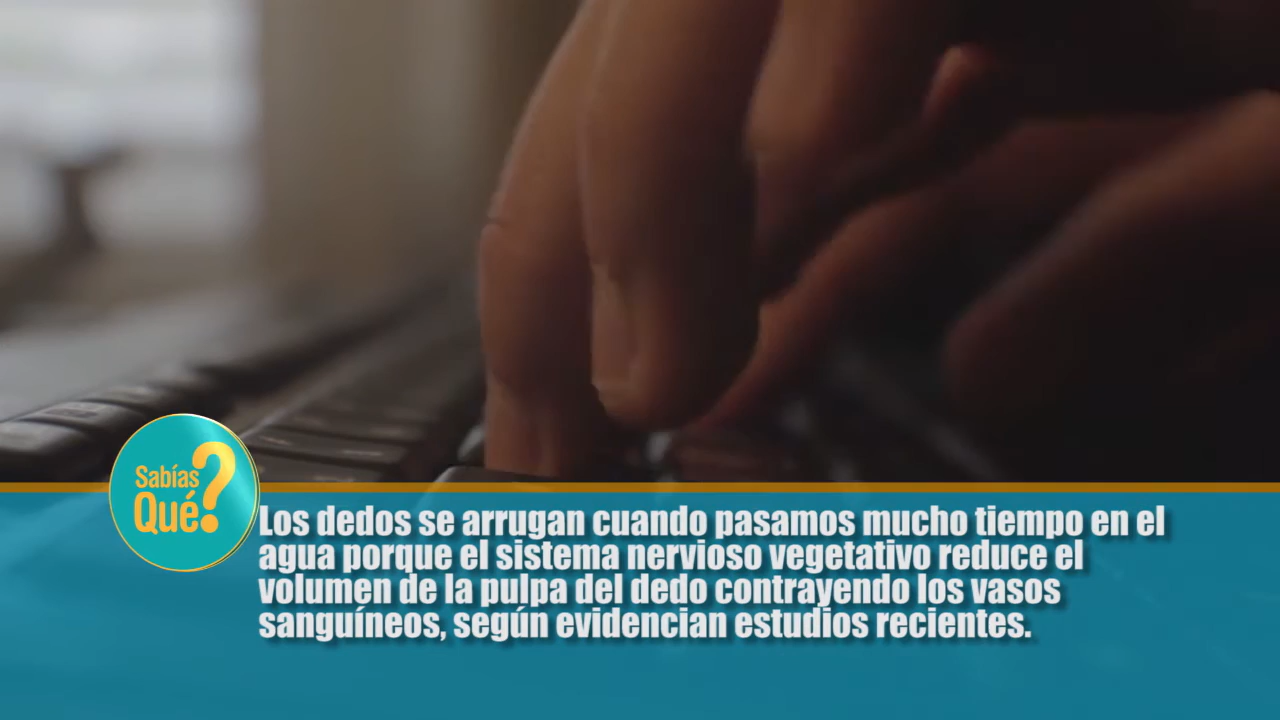 Sabías
Qué?
Los dedos se arrugan cuando pasamos mucho tiempo en el
agua porque el sistema nervioso vegetativo reduce el
volumen de la pulpa del dedo contrayendo los vasos
sanguíneos, según evidencian estudios recientes.